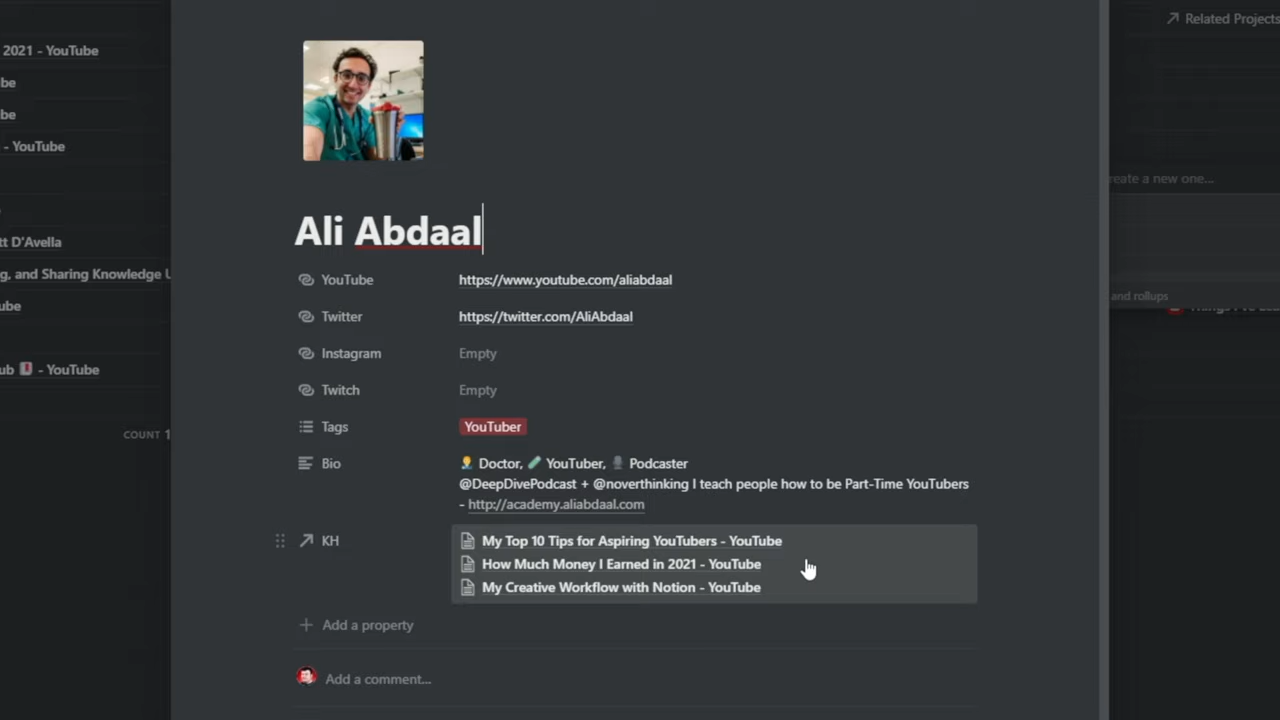 Related Projects
2021 - YouTube
be
be
- YouTube
reate a new one...
tt D'Avella
g, and Sharing Knowledge U
ube
and rollups
ub - YouTube
COUNT 1
Ali Abdaal
YouTube https://www.youtube.com/aliabdaal
Twitter https://twitter.com/AliAbdaal
Instagram Empty
Twitch Empty
Tags YouTuber
Bio Doctor, YouTuber, Podcaster
@DeepDivePodcast + @noverthinking I teach people how to be Part-Time YouTubers
- http://academy.aliabdaal.com
KH My Top 10 Tips for Aspiring YouTubers - YouTube
How Much Money I Earned in 2021 - YouTube
My Creative Workflow with Notion - YouTube
Add a property
Add a comment...